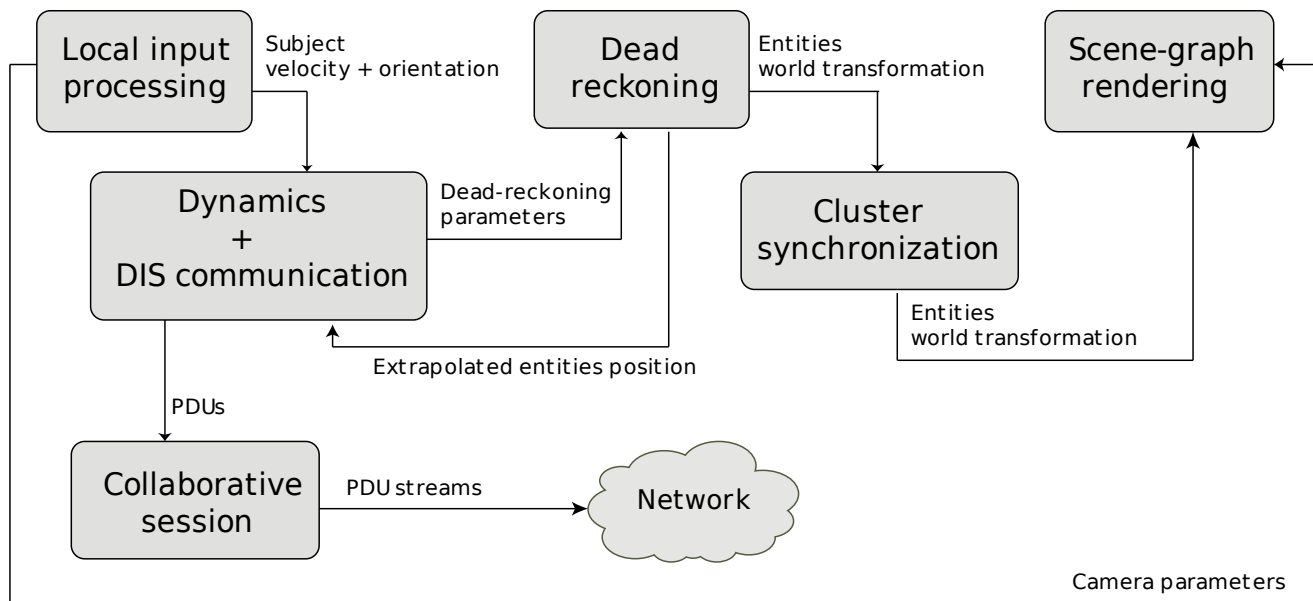 Local input
processing
Subject
velocity + orientation
Dead
reckoning
Entities
world transformation
Scene-graph
rendering
Dynamics
+
DIS communication
Dead-reckoning
parameters
Cluster
synchronization
Entities
world transformation
Extrapolated entities position
PDUs
Collaborative
session
PDU streams
Network
Camera parameters